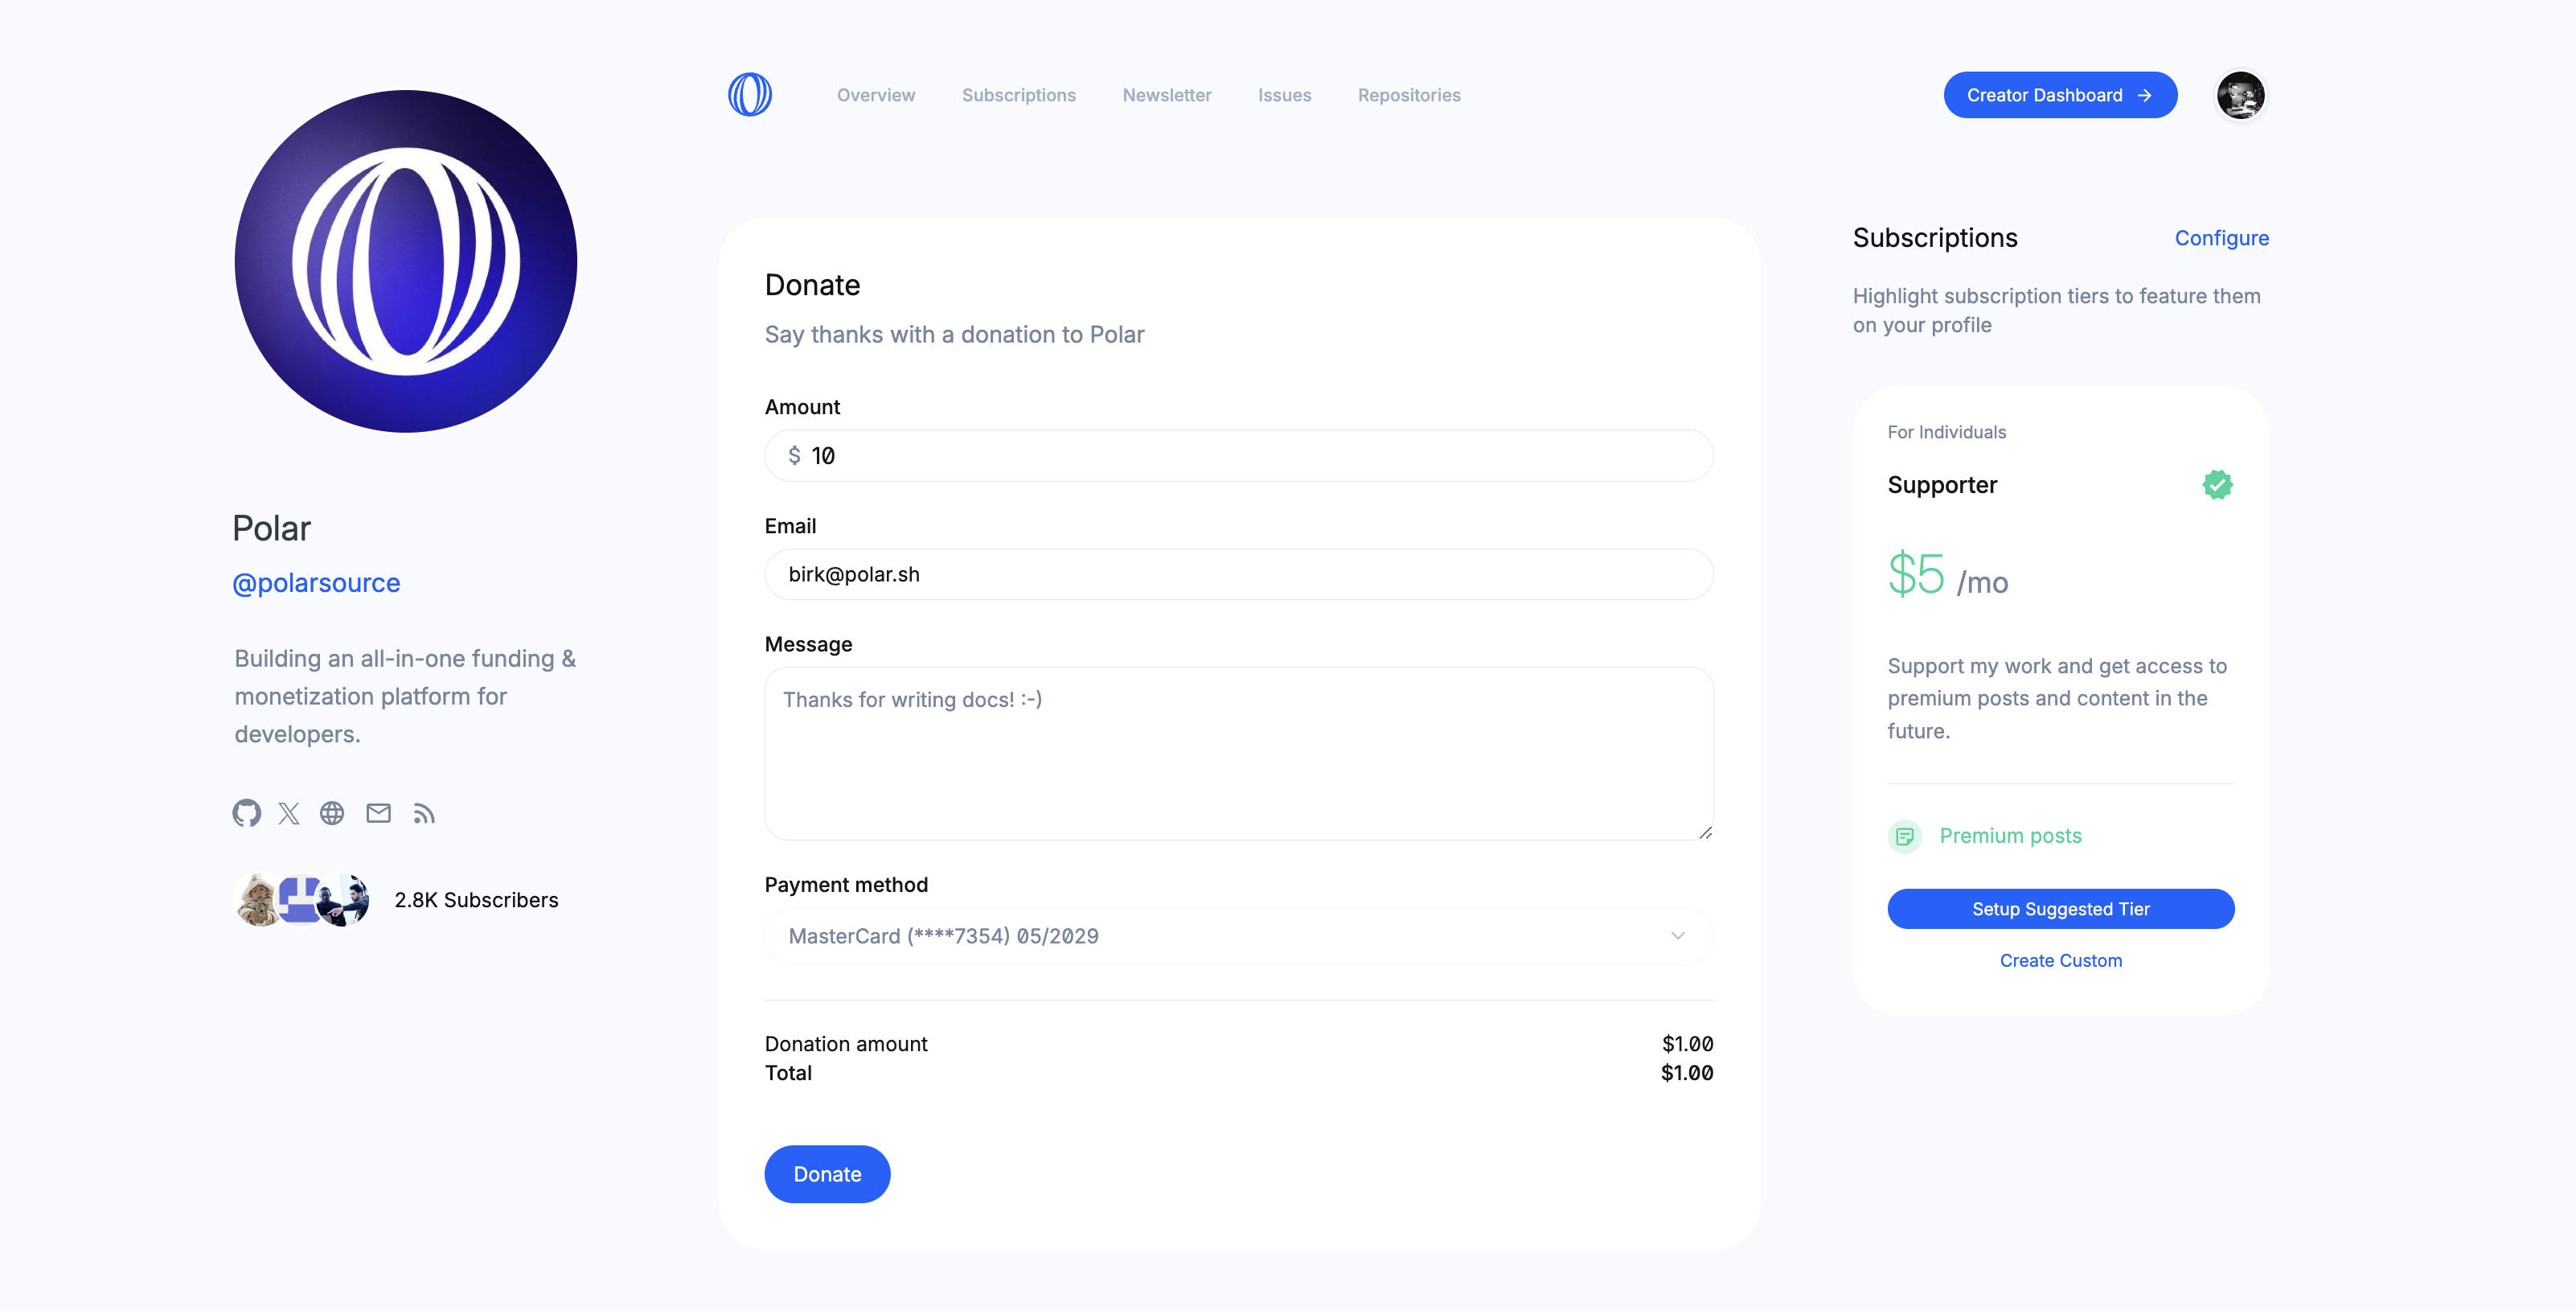 Overview
Subscriptions
Newsletter
Issues
Repositories
Creator Dashboard
Polar
@polarsource
Building an all-in-one funding &
monetization platform for
developers.
2.8K Subscribers
Donate
Say thanks with a donation to Polar
Amount
$ 10
Email
birk@polar.sh
Message
Thanks for writing docs! :-)
Payment method
MasterCard (****7354) 05/2029
Donation amount $1.00
Total $1.00
Donate
Subscriptions
Configure
Highlight subscription tiers to feature them
on your profile
For Individuals
Supporter
$5 /mo
Support my work and get access to
premium posts and content in the
future.
Premium posts
Setup Suggested Tier
Create Custom